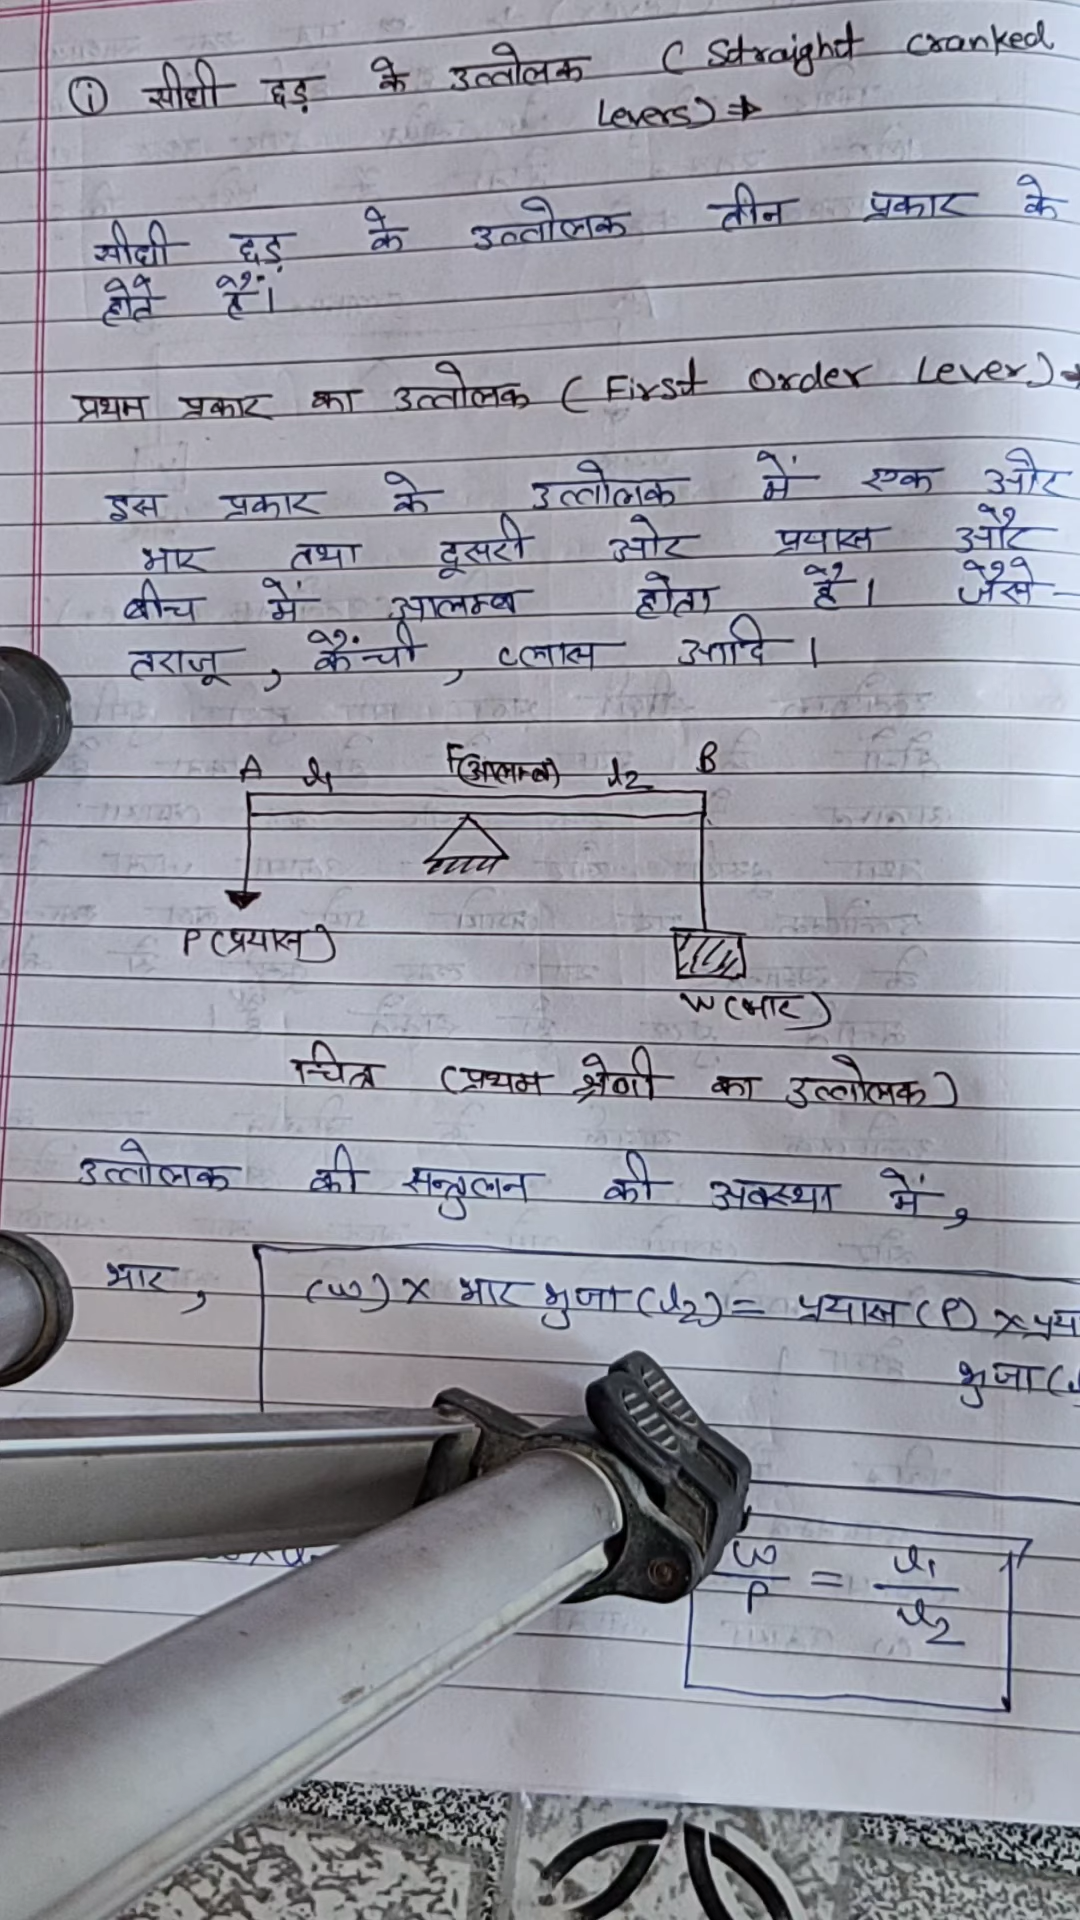 ① सीधी छड़ के उत्तोलक (Straight cranked
Levers) ⇒
सीधी छड़ के उत्तोलक तीन प्रकार के
होते हैं।
प्रथम प्रकार का उत्तोलक (First Order Lever) ⇒
इस प्रकार के उत्तोलक में एक ओर
भार तथा दूसरी ओर प्रयास और
बीच में आलम्ब होता है। जैसे-
तराजू, कैंची, प्लास आदि।
A l1 F(आलम्ब) l2 B
P(प्रयास)
W(भार)
चित्र (प्रथम श्रेणी का उत्तोलक)
उत्तोलक की सन्तुलन की अवस्था में,
भार, (w) × भार भुजा (l2) = प्रयास (P) ×
भुजा
w/P = l1/l2